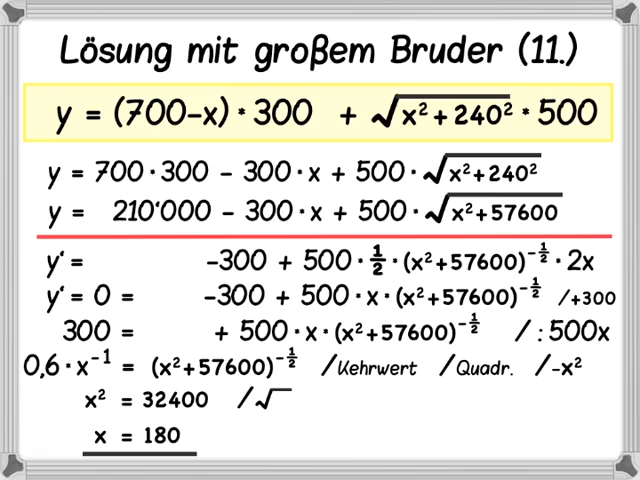 Lösung mit großem Bruder (11.)
y = (700-x) · 300 + √x² + 240² · 500
y = 700 · 300 - 300 · x + 500 · √x²+240²
y = 210'000 - 300 · x + 500 · √x²+57600
y' = -300 + 500 · 1/2 · (x²+57600)^-1/2 · 2x
y' = 0 = -300 + 500 · x · (x²+57600)^-1/2 /+300
300 = + 500 · x · (x²+57600)^-1/2 / : 500x
0,6 · x⁻¹ = (x²+57600)^-1/2 /Kehrwert /Quadr. /-x²
x² = 32400 /√
x = 180